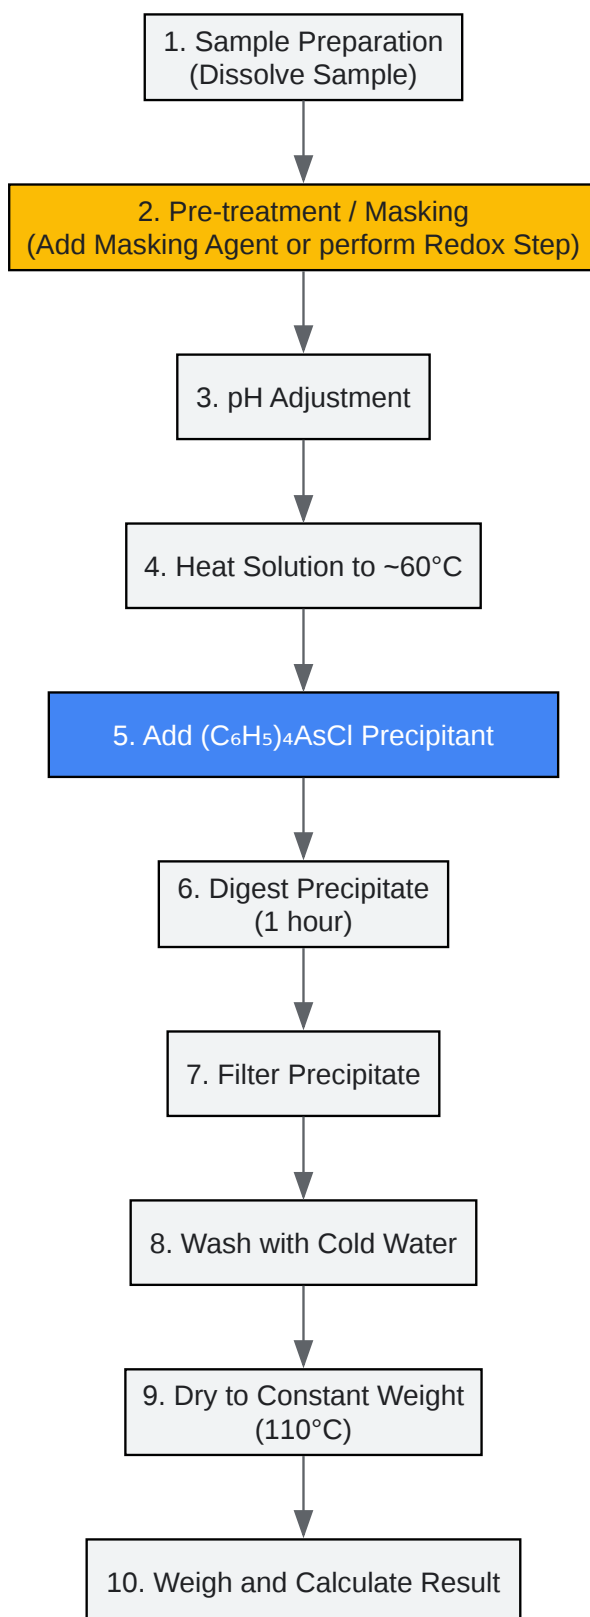 1. Sample Preparation
(Dissolve Sample)
2. Pre-treatment / Masking
(Add Masking Agent or perform Redox Step)
3. pH Adjustment
4. Heat Solution to ~60°C
5. Add (C₆H₅)₄AsCl Precipitant
6. Digest Precipitate
(1 hour)
7. Filter Precipitate
8. Wash with Cold Water
9. Dry to Constant Weight
(110°C)
10. Weigh and Calculate Result